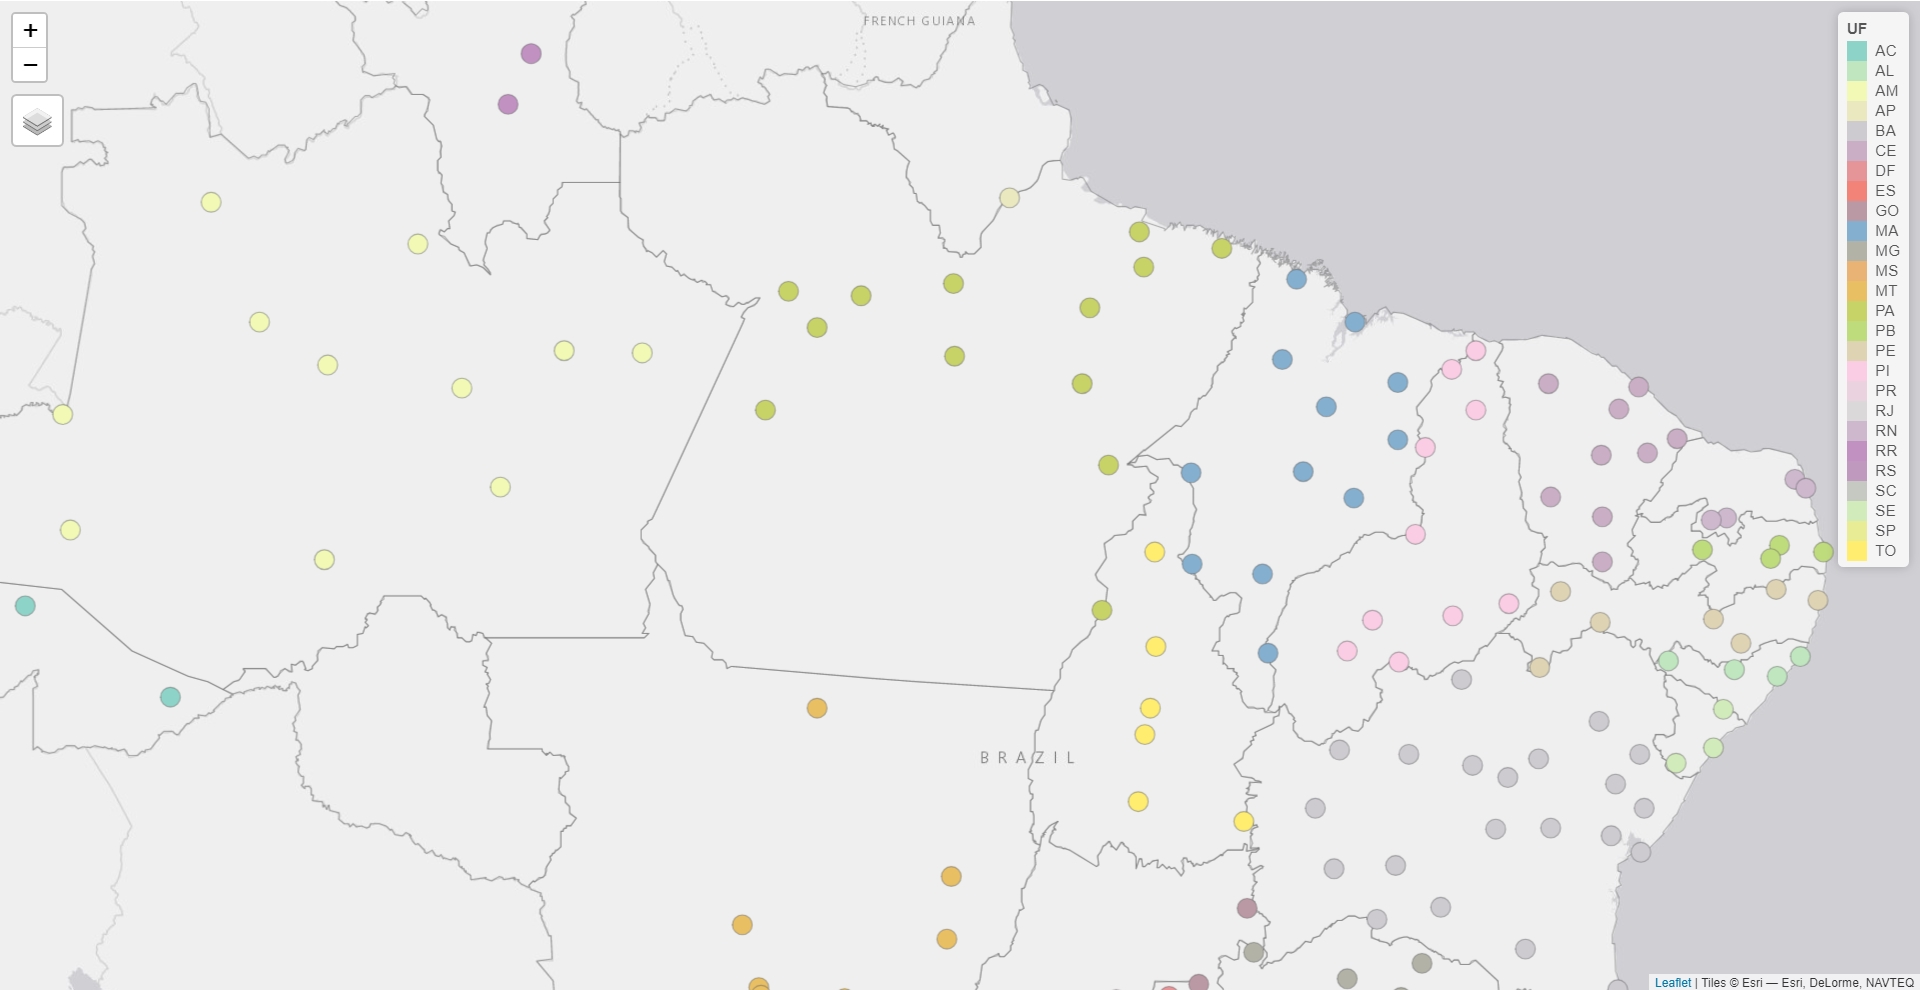 +
−
FRENCH GUIANA
BRAZIL
UF
AC
AL
AM
AP
BA
CE
DF
ES
GO
MA
MG
MS
MT
PA
PB
PE
PI
PR
RJ
RN
RR
RS
SC
SE
SP
TO
Leaflet | Tiles © Esri — Esri, DeLorme, NAVTEQ